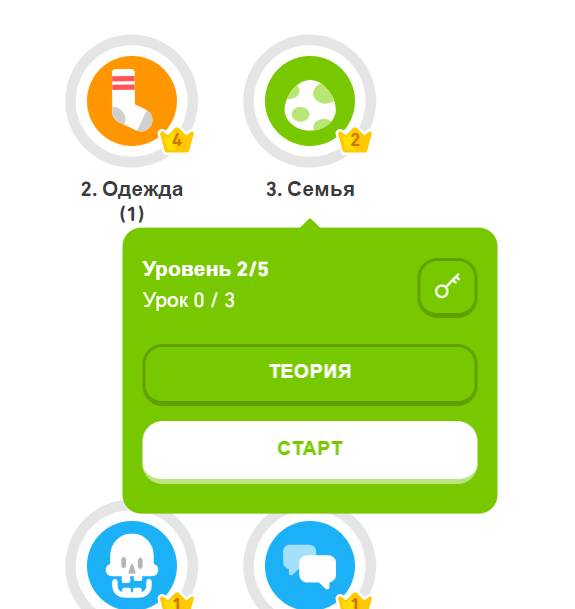 4
2
2. Одежда
(1)
3. Семья
Уровень 2/5
Урок 0 / 3
ТЕОРИЯ
СТАРТ
1
1